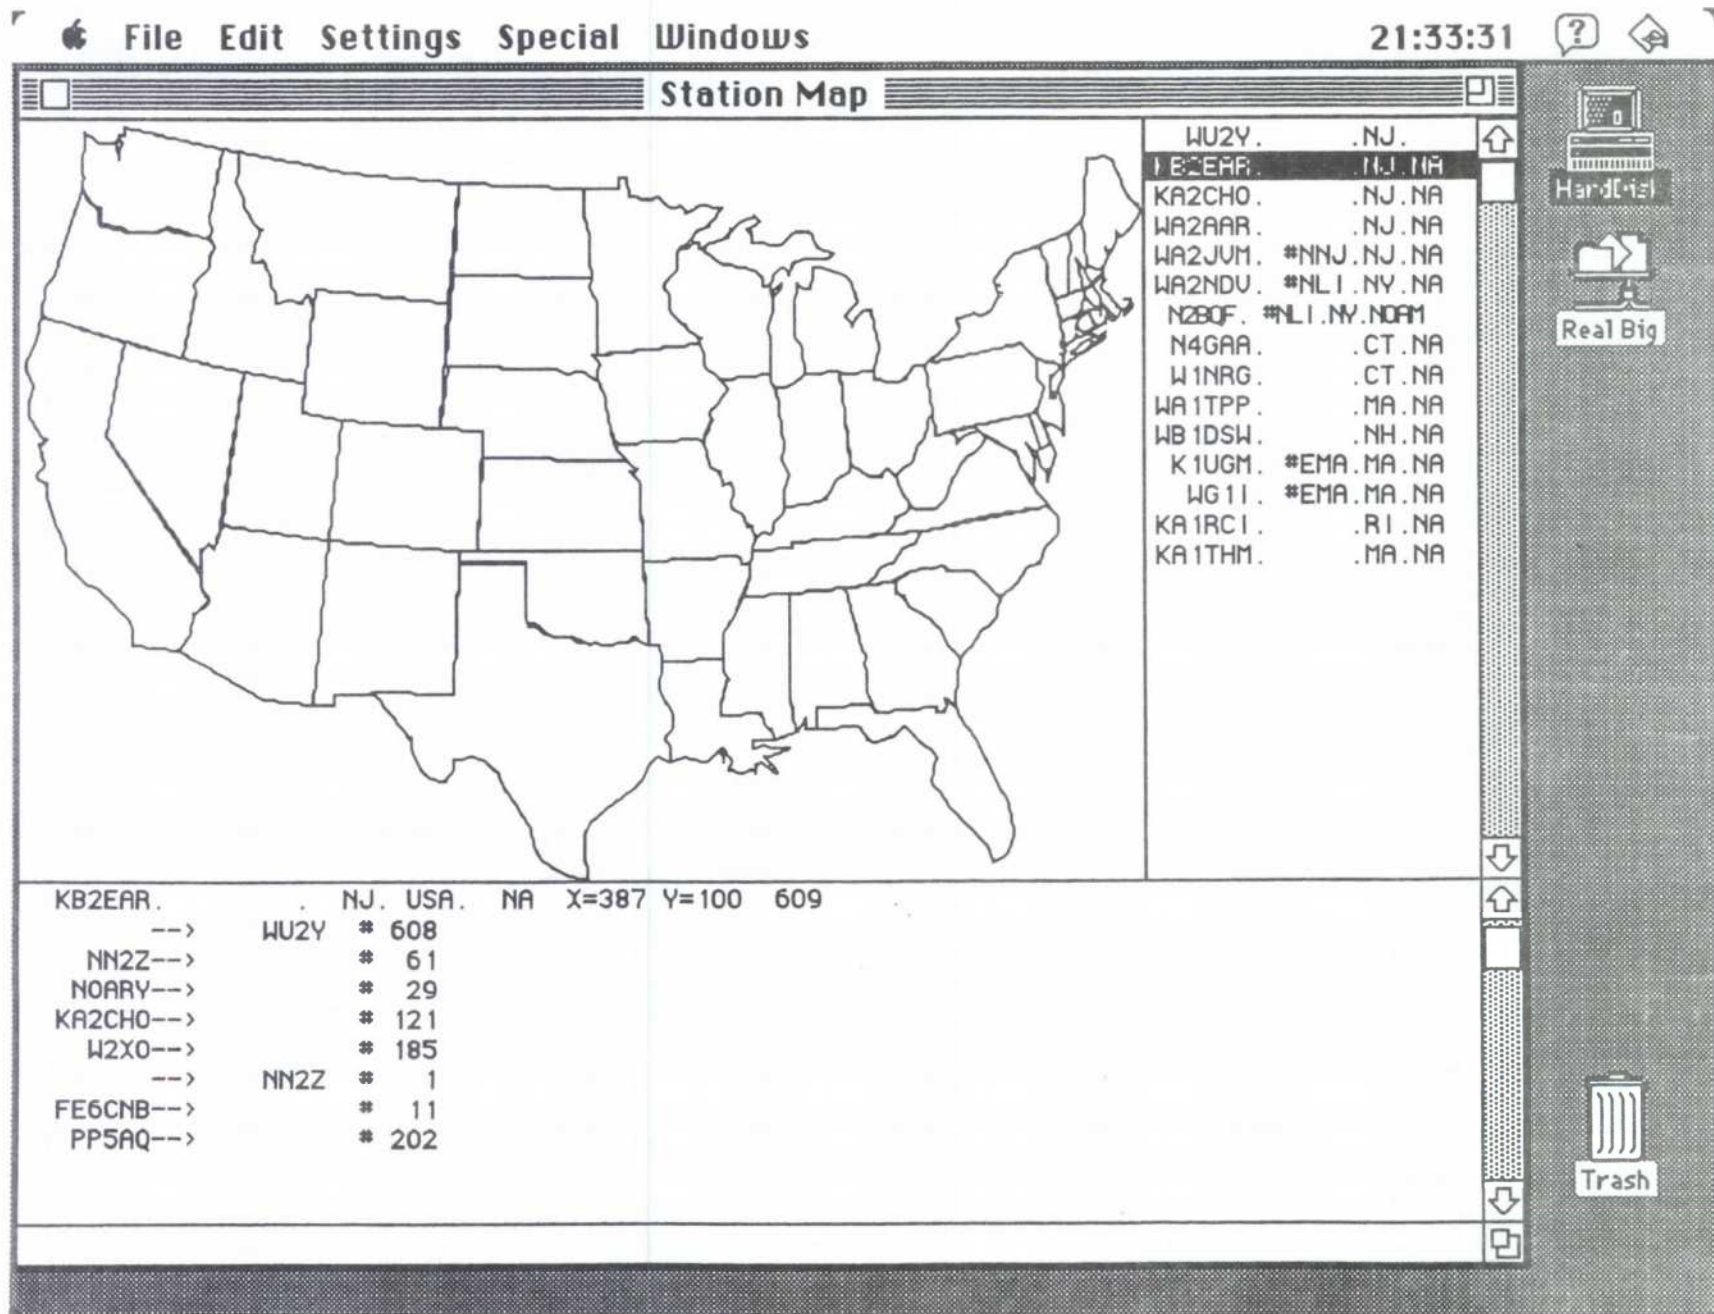 File Edit Settings Special Windows 21:33:31
Station Map
WU2Y. .NJ.
KB2EAR. .NJ.NA
KA2CHO. .NJ.NA
WA2AAR. .NJ.NA
WA2JVM. #NNJ.NJ.NA
WA2NDV. #NLI.NY.NA
N2BQF. #NLI.NY.NOAM
N4GAA. .CT.NA
W1NRG. .CT.NA
WA1TPP. .MA.NA
WB1DSW. .NH.NA
K1UGM. #EMA.MA.NA
WG1I. #EMA.MA.NA
KA1RCI. .RI.NA
KA1THM. .MA.NA
HardDisk
Real Big
KB2EAR. . NJ. USA. NA X=387 Y=100 609
--> WU2Y # 608
NN2Z--> # 61
N0ARY--> # 29
KA2CHO--> # 121
W2XO--> # 185
--> NN2Z # 1
FE6CNB--> # 11
PP5AQ--> # 202
Trash